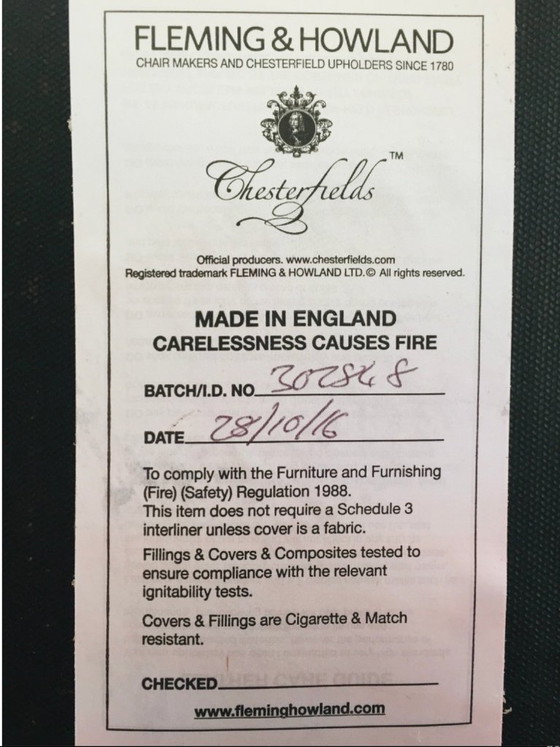 FLEMING & HOWLAND
CHAIR MAKERS AND CHESTERFIELD UPHOLDERS SINCE 1780
Chesterfields™
Official producers. www.chesterfields.com
Registered trademark FLEMING & HOWLAND LTD.© All rights reserved.
MADE IN ENGLAND
CARELESSNESS CAUSES FIRE
BATCH/I.D. NO 302848
DATE 28/10/16
To comply with the Furniture and Furnishing
(Fire) (Safety) Regulation 1988.
This item does not require a Schedule 3
interliner unless cover is a fabric.
Fillings & Covers & Composites tested to
ensure compliance with the relevant
ignitability tests.
Covers & Fillings are Cigarette & Match
resistant.
CHECKED
www.fleminghowland.com